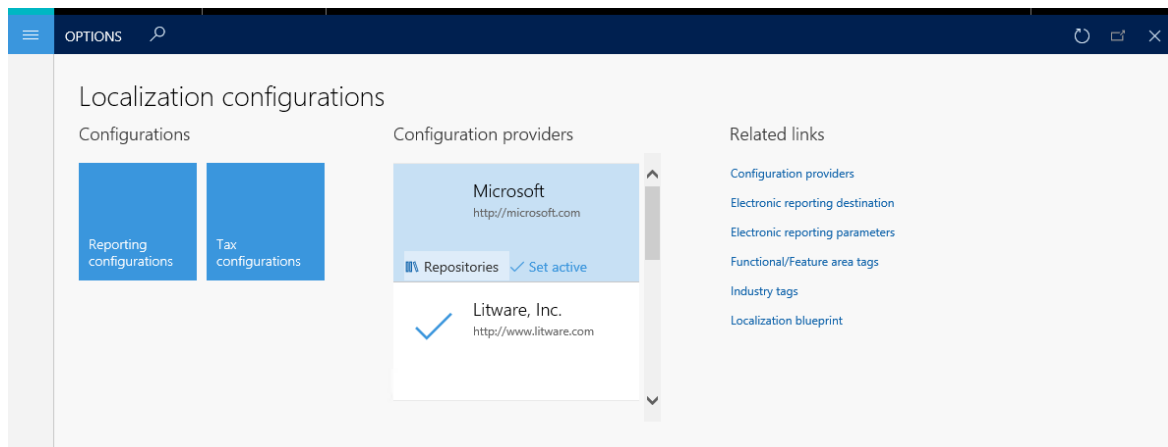 OPTIONS
Localization configurations
Configurations
Reporting
configurations
Tax
configurations
Configuration providers
Microsoft
http://microsoft.com
Repositories
Set active
Litware, Inc.
http://www.litware.com
Related links
Configuration providers
Electronic reporting destination
Electronic reporting parameters
Functional/Feature area tags
Industry tags
Localization blueprint